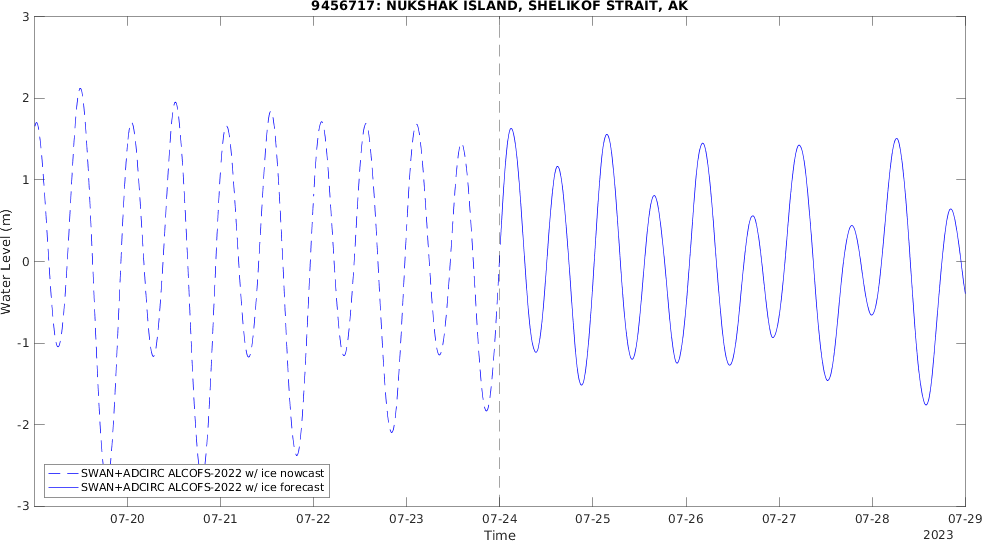 9456717: NUKSHAK ISLAND, SHELIKOF STRAIT, AK
3
2
1
0
-1
-2
-3
Water Level (m)
SWAN+ADCIRC ALCOFS-2022 w/ ice nowcast
SWAN+ADCIRC ALCOFS-2022 w/ ice forecast
07-20 07-21 07-22 07-23 07-24 07-25 07-26 07-27 07-28 07-29
Time
2023